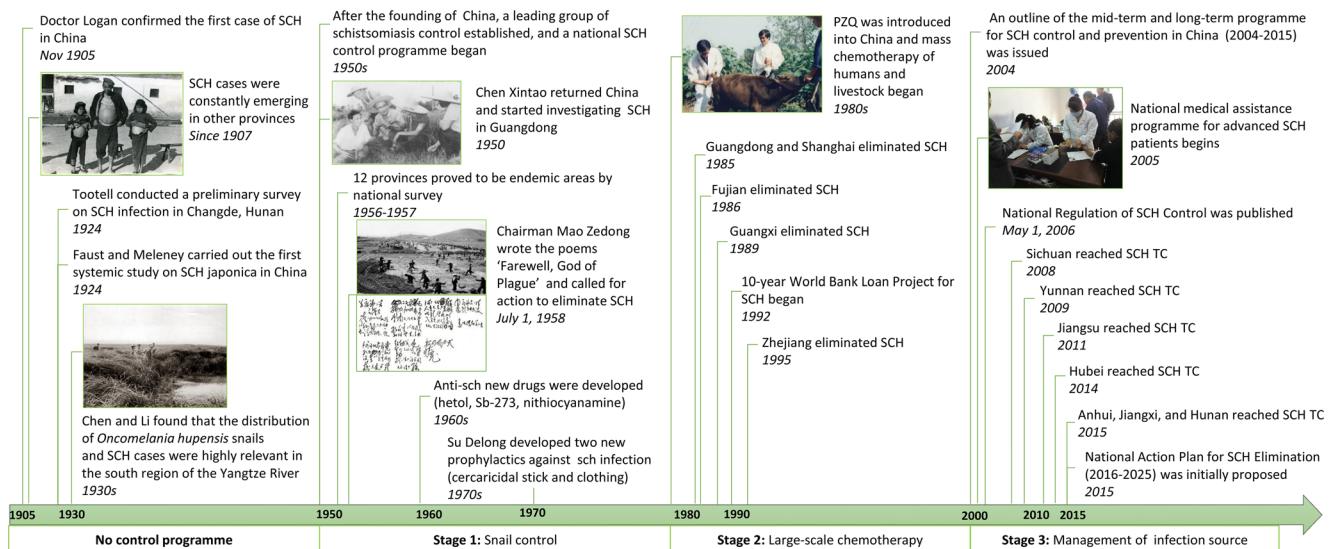 Doctor Logan confirmed the first case of SCH
in China
Nov 1905
SCH cases were
constantly emerging
in other provinces
Since 1907
Tootell conducted a preliminary survey
on SCH infection in Changde, Hunan
1924
Faust and Meleney carried out the first
systemic study on SCH japonica in China
1924
Chen and Li found that the distribution
of Oncomelania hupensis snails
and SCH cases were highly relevant in
the south region of the Yangtze River
1930s
After the founding of China, a leading group of
schistsomiasis control established, and a national SCH
control programme began
1950s
Chen Xintao returned China
and started investigating SCH
in Guangdong
1950
12 provinces proved to be endemic areas by
national survey
1956-1957
Chairman Mao Zedong
wrote the poems
‘Farewell, God of
Plague’ and called for
action to eliminate SCH
July 1, 1958
Anti-sch new drugs were developed
(hetol, Sb-273, nithiocyanamine)
1960s
Su Delong developed two new
prophylactics against sch infection
(cercaricidal stick and clothing)
1970s
PZQ was introduced
into China and mass
chemotherapy of
humans and
livestock began
1980s
Guangdong and Shanghai eliminated SCH
1985
Fujian eliminated SCH
1986
Guangxi eliminated SCH
1989
10-year World Bank Loan Project for
SCH began
1992
Zhejiang eliminated SCH
1995
An outline of the mid-term and long-term programme
for SCH control and prevention in China (2004-2015)
was issued
2004
National medical assistance
programme for advanced SCH
patients begins
2005
National Regulation of SCH Control was published
May 1, 2006
Sichuan reached SCH TC
2008
Yunnan reached SCH TC
2009
Jiangsu reached SCH TC
2011
Hubei reached SCH TC
2014
Anhui, Jiangxi, and Hunan reached SCH TC
2015
National Action Plan for SCH Elimination
(2016-2025) was initially proposed
2015
1905 1930 1950 1960 1970 1980 1990 2000 2010 2015
No control programme
Stage 1: Snail control
Stage 2: Large-scale chemotherapy
Stage 3: Management of infection source